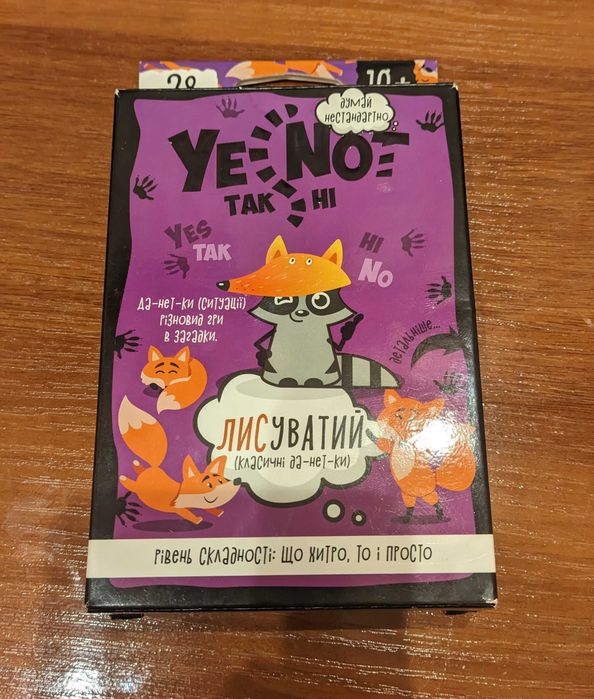 28
10+
думай
нестандартно
YENOT
ТАК НІ
YES
ТАК
НІ
NO
Да-нет-ки (ситуації)
різновид гри
в загадки.
детальніше...
ЛИСУВАТИЙ
(класичні да-нет-ки)
рівень складності: що хитро, то і просто